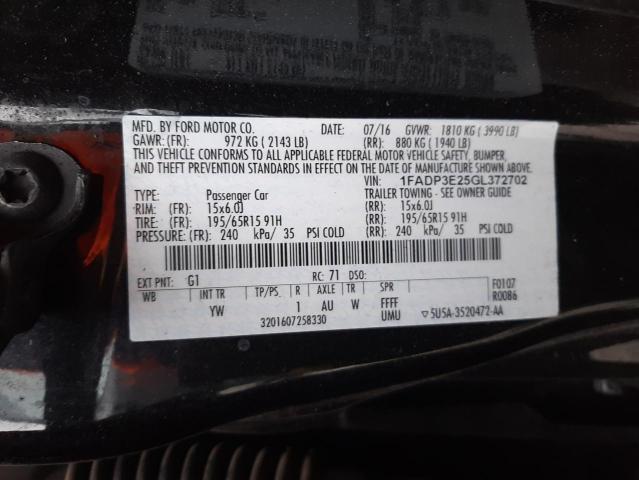 MFD. BY FORD MOTOR CO. DATE: 07/16 GVWR: 1810 KG ( 3990 LB)
GAWR: (FR): 972 KG ( 2143 LB) (RR): 880 KG ( 1940 LB)
THIS VEHICLE CONFORMS TO ALL APPLICABLE FEDERAL MOTOR VEHICLE SAFETY, BUMPER,
AND THEFT PREVENTION STANDARDS IN EFFECT ON THE DATE OF MANUFACTURE SHOWN ABOVE.
VIN: 1FADP3E25GL372702
TYPE: Passenger Car TRAILER TOWING - SEE OWNER GUIDE
RIM: (FR): 15x6.0J (RR): 15x6.0J
TIRE: (FR): 195/65R15 91H (RR): 195/65R15 91H
PRESSURE: (FR): 240 kPa/ 35 PSI COLD (RR): 240 kPa/ 35 PSI COLD
EXT PNT: G1 RC: 71 DSO: F0107
WB INT TR TP/PS R AXLE TR SPR R0086
YW 1 AU W FFFF
3201607258330 UMU ▽5U5A-3520472-AA